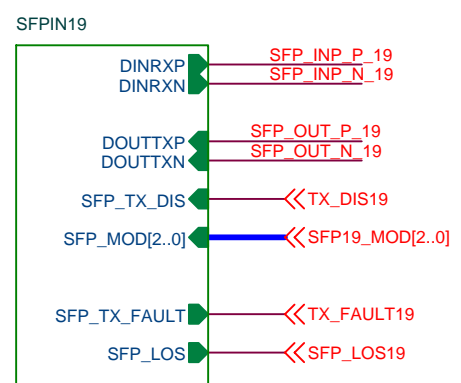 SFPIN19
DINRXP SFP_INP_P_19
DINRXN SFP_INP_N_19
DOUTTXP SFP_OUT_P_19
DOUTTXN SFP_OUT_N_19
SFP_TX_DIS TX_DIS19
SFP_MOD[2..0] SFP19_MOD[2..0]
SFP_TX_FAULT TX_FAULT19
SFP_LOS SFP_LOS19